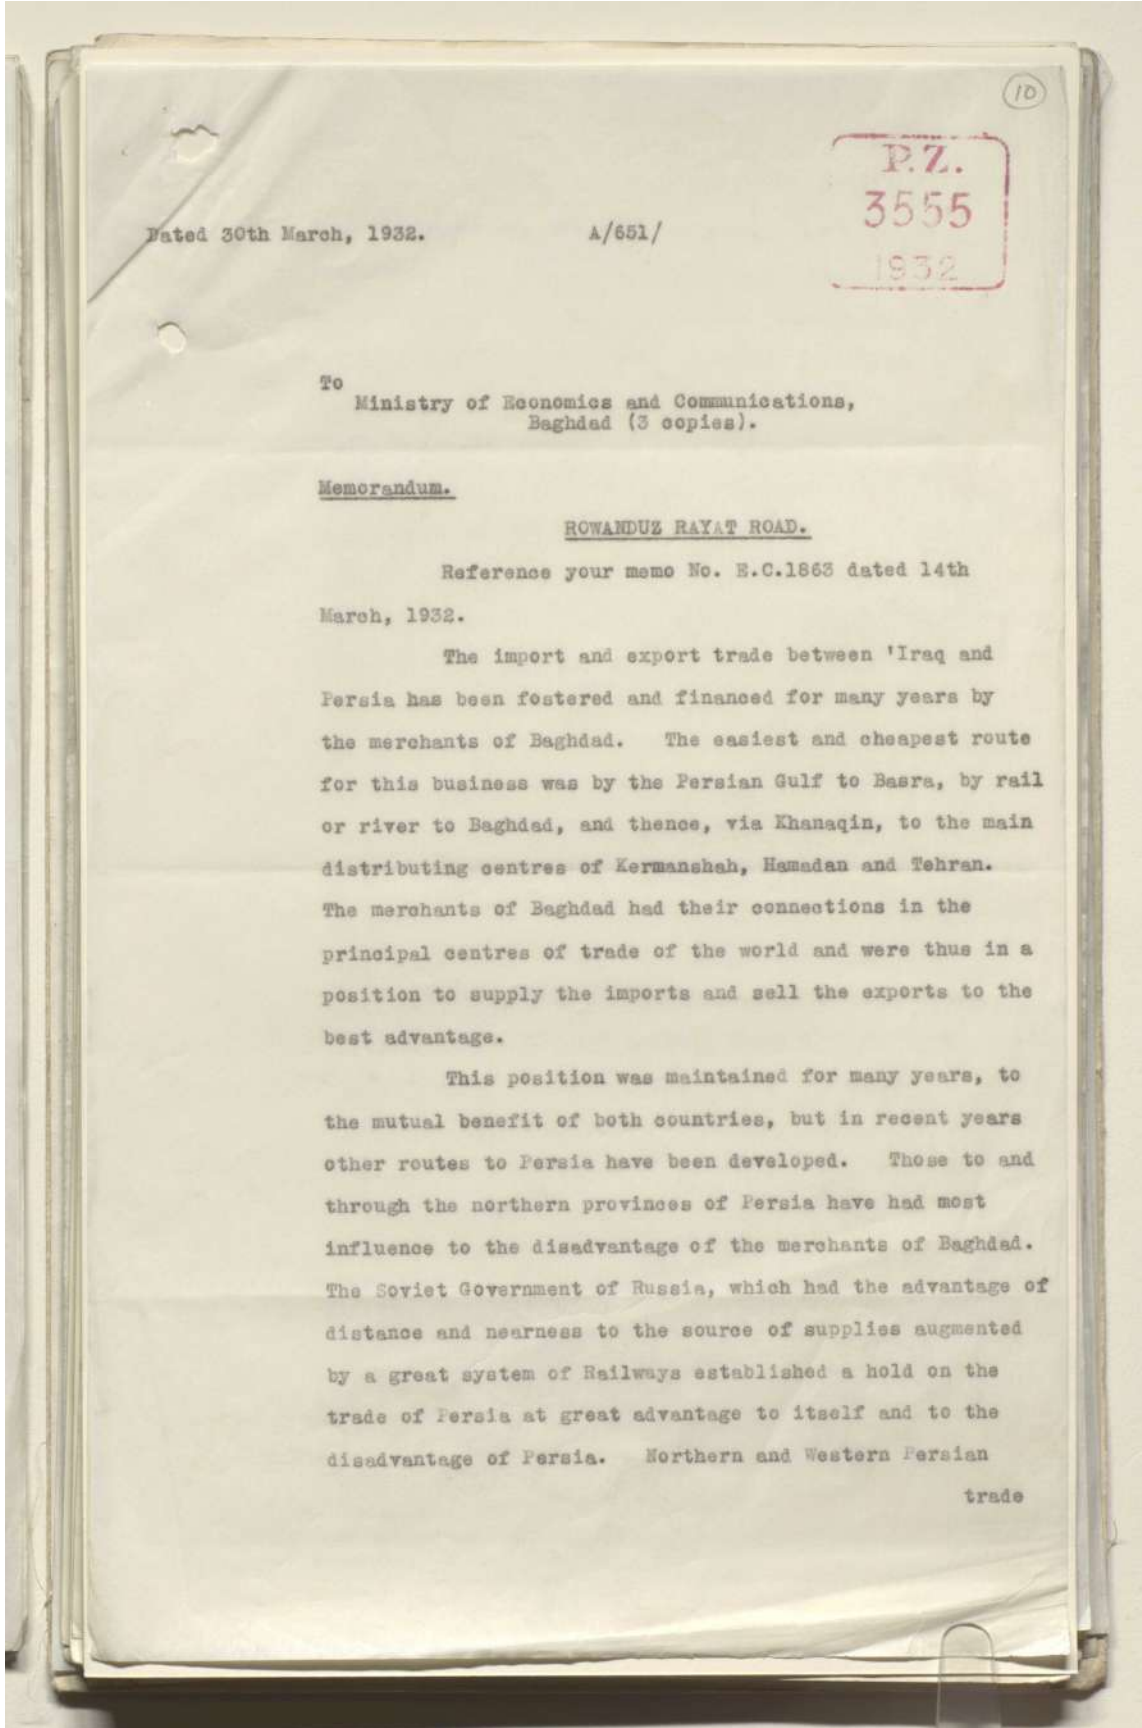 10
P.Z.
3555
1932
Dated 30th March, 1932. A/651/
To
Ministry of Economics and Communications,
Baghdad (3 copies).
Memorandum.
ROWANDUZ RAYAT ROAD.
Reference your memo No. E.C.1863 dated 14th
March, 1932.
The import and export trade between 'Iraq and
Persia has been fostered and financed for many years by
the merchants of Baghdad. The easiest and cheapest route
for this business was by the Persian Gulf to Basra, by rail
or river to Baghdad, and thence, via Khanaqin, to the main
distributing centres of Kermanshah, Hamadan and Tehran.
The merchants of Baghdad had their connections in the
principal centres of trade of the world and were thus in a
position to supply the imports and sell the exports to the
best advantage.
This position was maintained for many years, to
the mutual benefit of both countries, but in recent years
other routes to Persia have been developed. Those to and
through the northern provinces of Persia have had most
influence to the disadvantage of the merchants of Baghdad.
The Soviet Government of Russia, which had the advantage of
distance and nearness to the source of supplies augmented
by a great system of Railways established a hold on the
trade of Persia at great advantage to itself and to the
disadvantage of Persia. Northern and Western Persian
trade